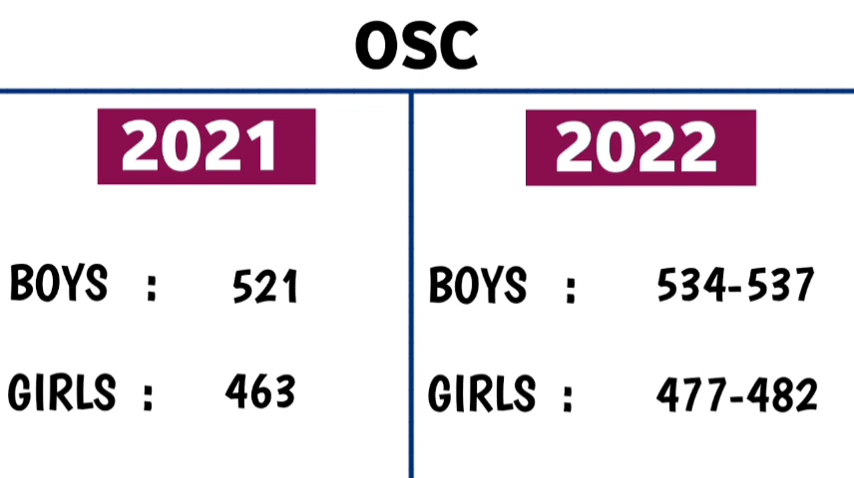 OSC
2021
BOYS : 521
GIRLS : 463
2022
BOYS : 534-537
GIRLS : 477-482